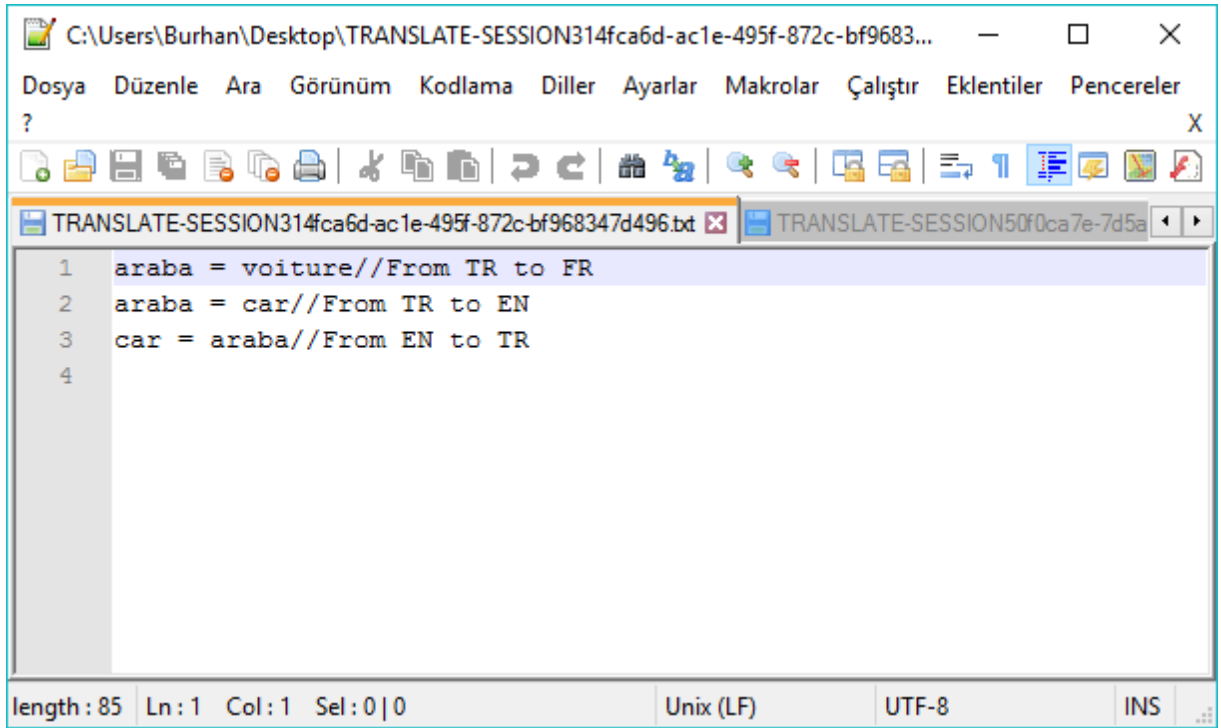 C:\Users\Burhan\Desktop\TRANSLATE-SESSION314fca6d-ac1e-495f-872c-bf9683...
Dosya Düzenle Ara Görünüm Kodlama Diller Ayarlar Makrolar Çalıştır Eklentiler Pencereler
? X
TRANSLATE-SESSION314fca6d-ac1e-495f-872c-bf968347d496.txt TRANSLATE-SESSION50f0ca7e-7d5a
1 araba = voiture//From TR to FR
2 araba = car//From TR to EN
3 car = araba//From EN to TR
4
length : 85 Ln : 1 Col : 1 Sel : 0 | 0 Unix (LF) UTF-8 INS